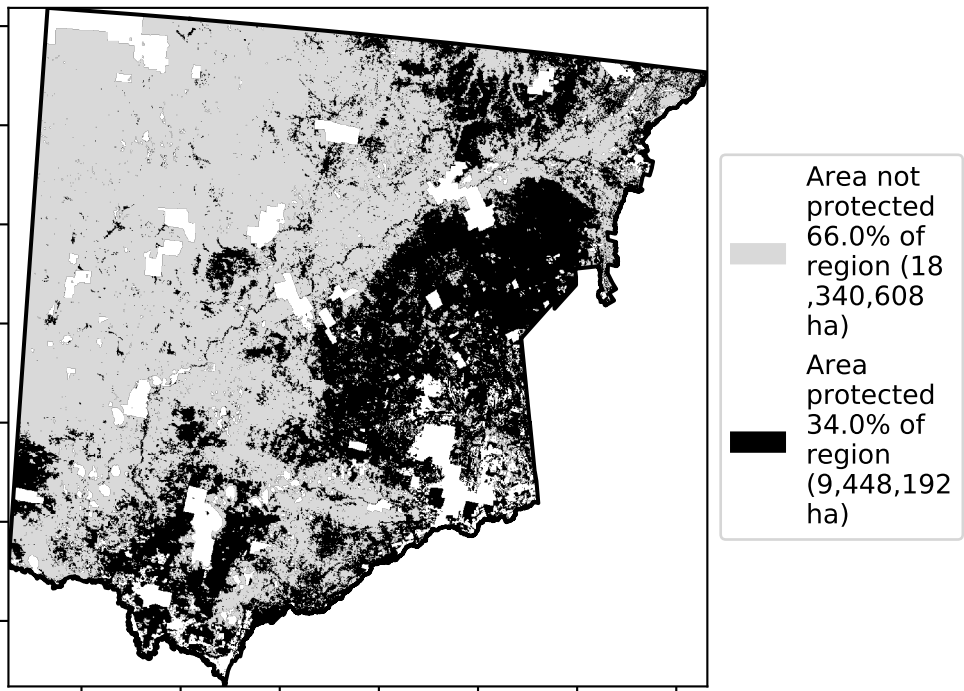 Area not
protected
66.0% of
region (18
,340,608
ha)
Area
protected
34.0% of
region
(9,448,192
ha)